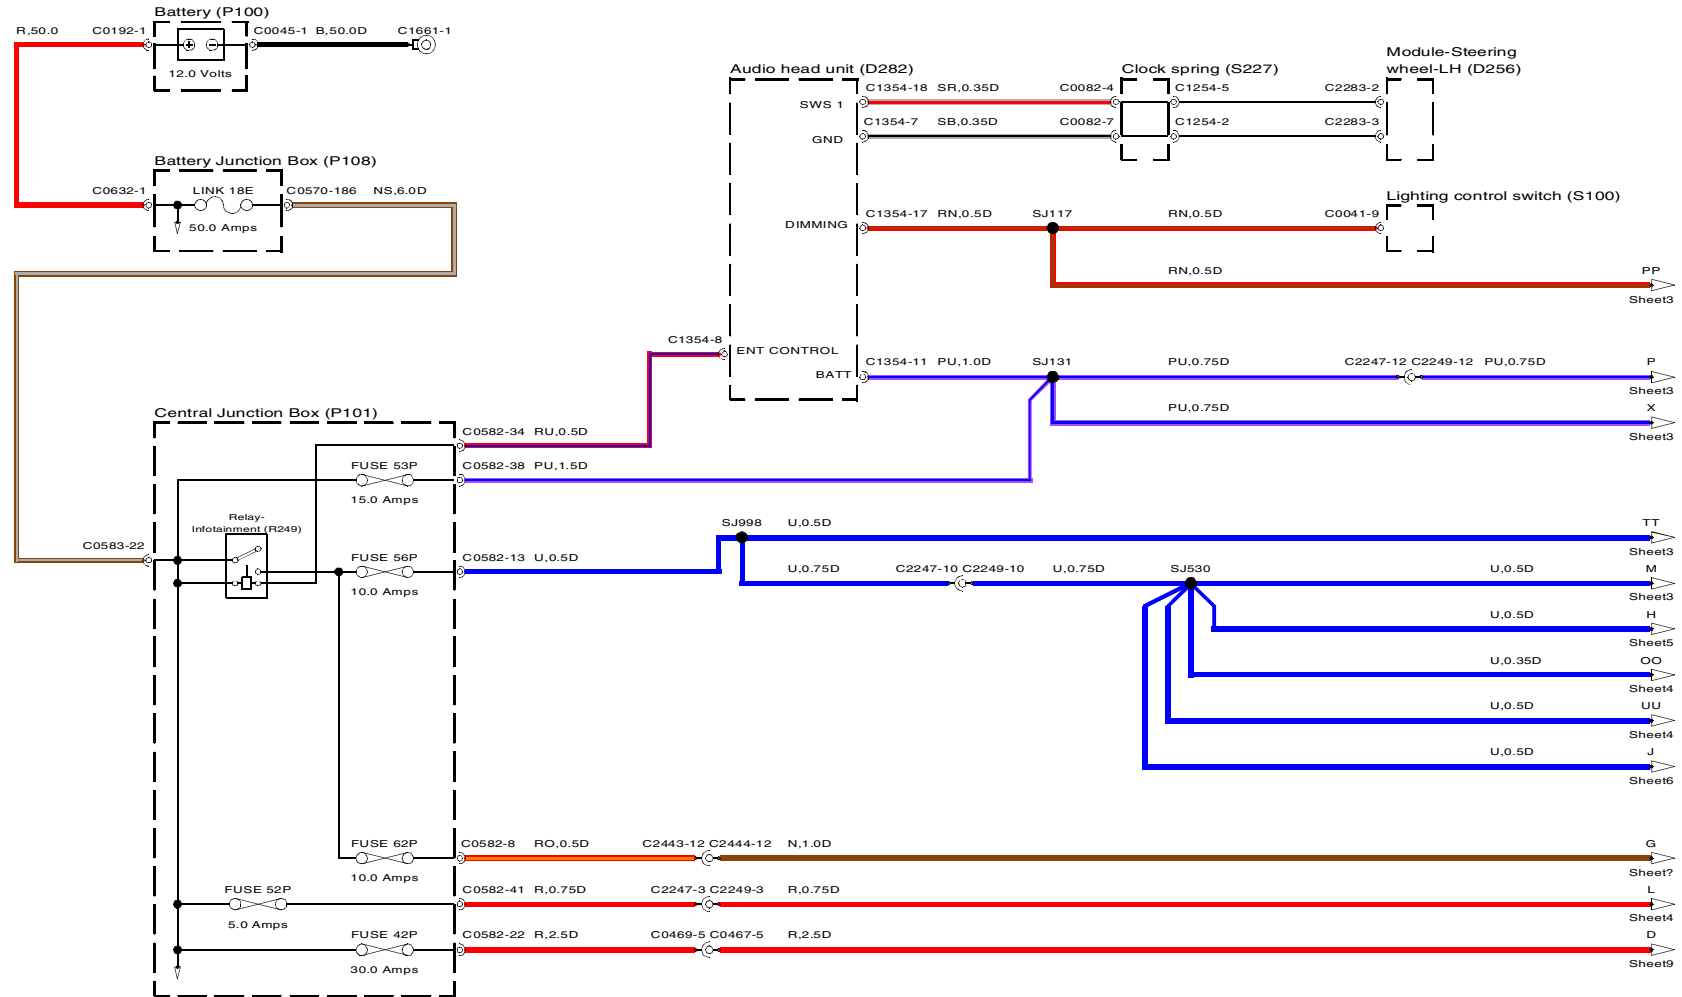 Battery (P100)
R,50.0 C0192-1 C0045-1 B,50.0D C1661-1
12.0 Volts
Battery Junction Box (P108)
C0632-1 LINK 18E C0570-186 NS,6.0D
50.0 Amps
Audio head unit (D282)
Clock spring (S227)
Module-Steering
wheel-LH (D256)
SWS 1 C1354-18 SR,0.35D C0082-4 C1254-5 C2283-2
GND C1354-7 SB,0.35D C0082-7 C1254-2 C2283-3
Lighting control switch (S100)
DIMMING C1354-17 RN,0.5D SJ117 RN,0.5D C0041-9
RN,0.5D PP
Sheet3
C1354-8 ENT CONTROL
BATT C1354-11 PU,1.0D SJ131 PU,0.75D C2247-12 C2249-12 PU,0.75D P
Sheet3
PU,0.75D X
Sheet3
Central Junction Box (P101)
C0582-34 RU,0.5D
FUSE 53P C0582-38 PU,1.5D
15.0 Amps
Relay-
Infotainment (R249)
C0583-22
SJ998 U,0.5D TT
Sheet3
FUSE 56P C0582-13 U,0.5D
10.0 Amps
U,0.75D C2247-10 C2249-10 U,0.75D SJ530 U,0.5D M
Sheet3
U,0.5D H
Sheet5
U,0.35D OO
Sheet4
U,0.5D UU
Sheet4
U,0.5D J
Sheet6
FUSE 62P C0582-8 RO,0.5D C2443-12 C2444-12 N,1.0D G
10.0 Amps Sheet?
FUSE 52P C0582-41 R,0.75D C2247-3 C2249-3 R,0.75D L
5.0 Amps Sheet4
FUSE 42P C0582-22 R,2.5D C0469-5 C0467-5 R,2.5D D
30.0 Amps Sheet9